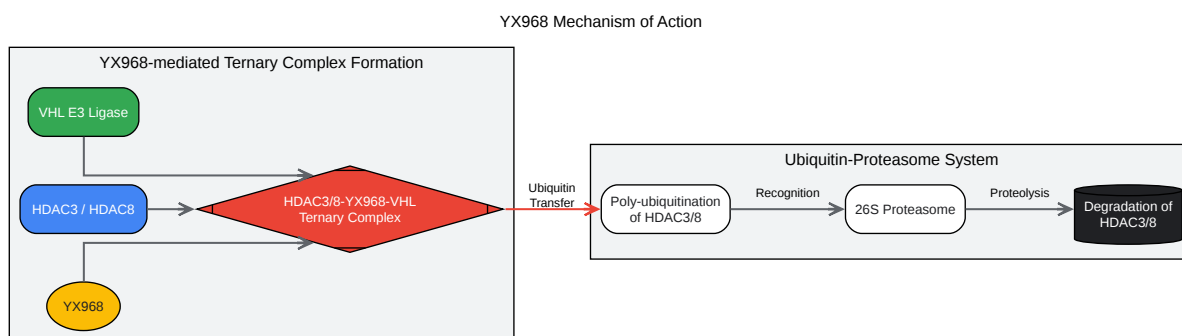 YX968 Mechanism of Action
YX968-mediated Ternary Complex Formation
VHL E3 Ligase
HDAC3 / HDAC8
YX968
HDAC3/8-YX968-VHL
Ternary Complex
Ubiquitin
Transfer
Ubiquitin-Proteasome System
Poly-ubiquitination
of HDAC3/8
Recognition
26S Proteasome
Proteolysis
Degradation of
HDAC3/8